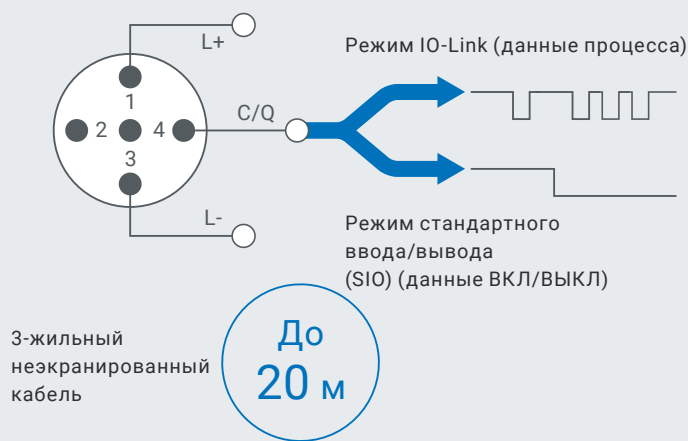 L+
Режим IO-Link (данные процесса)
1
C/Q
2
4
3
L-
Режим стандартного
ввода/вывода
(SIO) (данные ВКЛ/ВЫКЛ)
3-жильный
неэкранированный
кабель
До
20 м